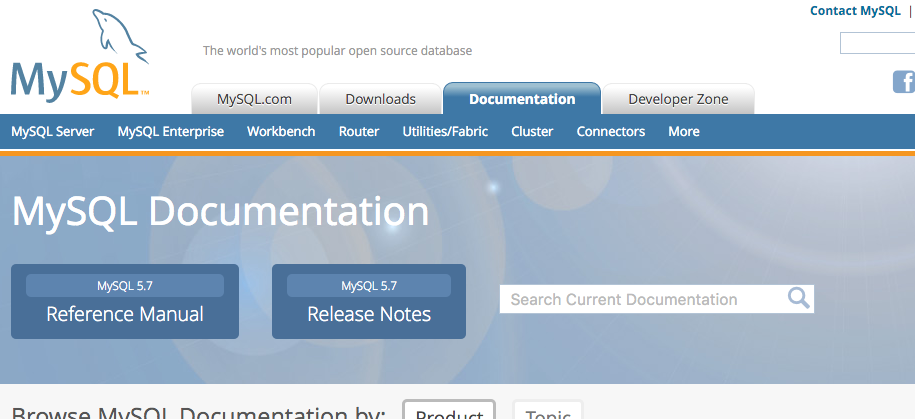 Contact MySQL |
MySQL™
The world's most popular open source database
MySQL.com Downloads Documentation Developer Zone
MySQL Server MySQL Enterprise Workbench Router Utilities/Fabric Cluster Connectors More
MySQL Documentation
MySQL 5.7
Reference Manual
MySQL 5.7
Release Notes
Search Current Documentation
Browse MySQL Documentation by: Product Topic